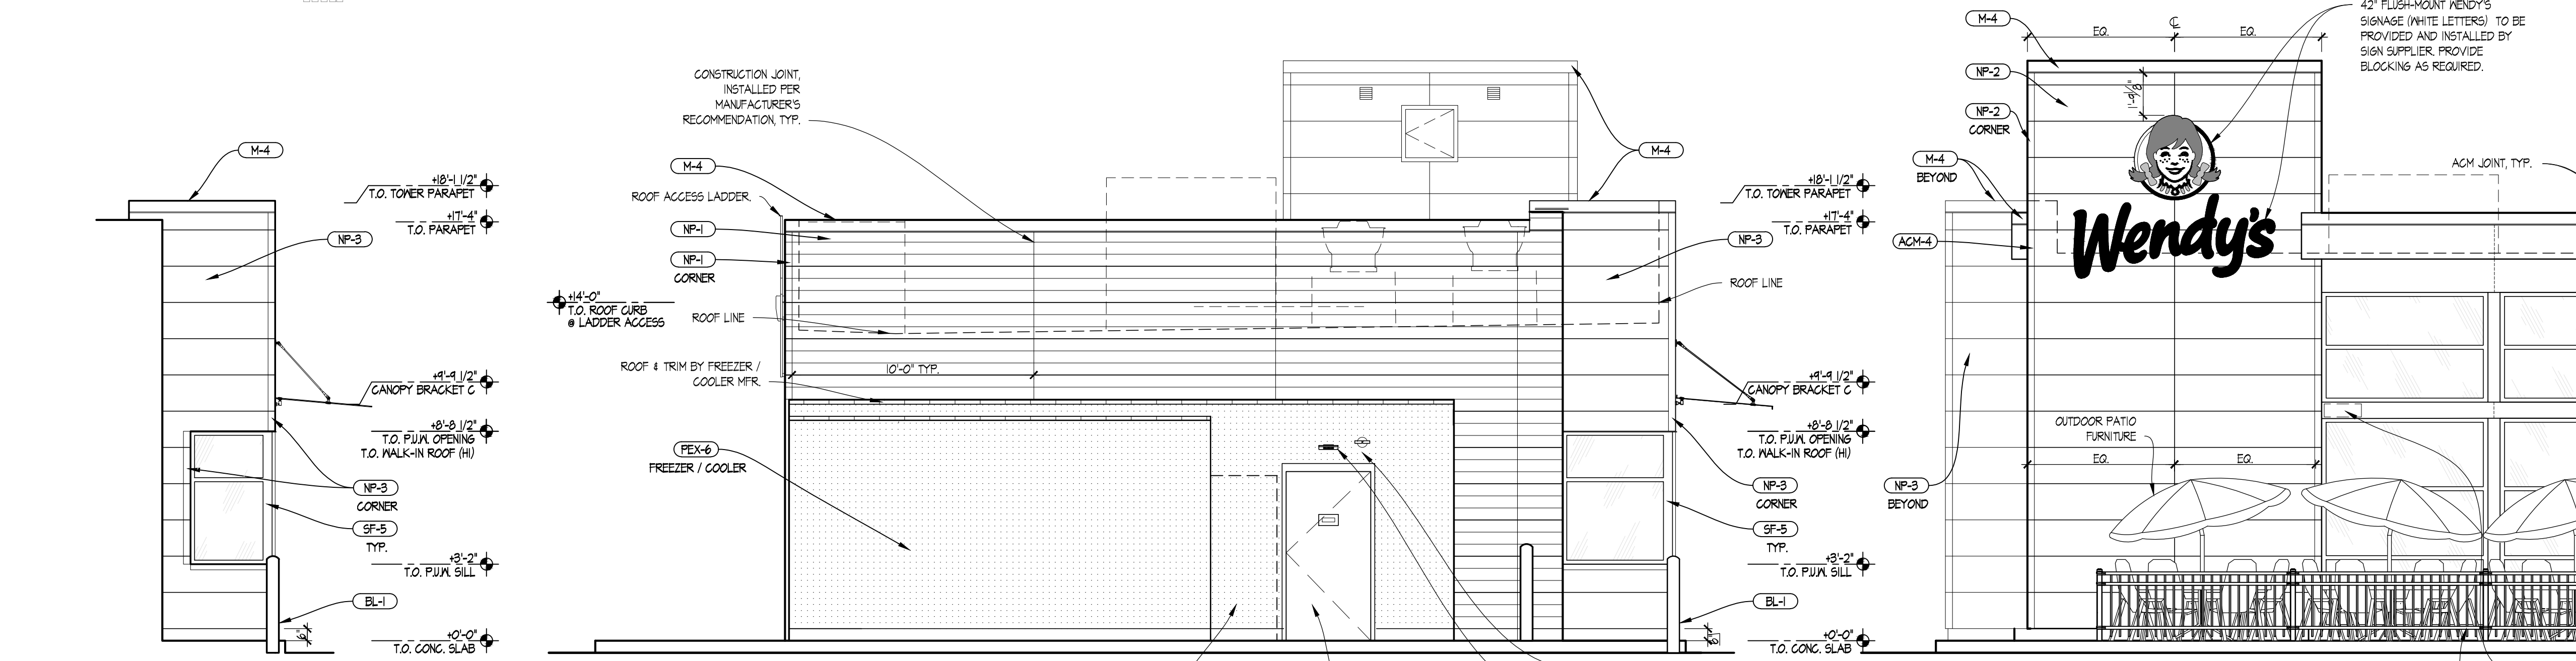 M-4
+18'-1 1/2"
T.O. TOWER PARAPET
+17'-4"
T.O. PARAPET
NP-3
+9'-9 1/2"
CANOPY BRACKET C
+8'-8 1/2"
T.O. P.U.W. OPENING
T.O. WALK-IN ROOF (HI)
NP-3
CORNER
SF-5
TYP.
+3'-2"
T.O. P.U.W. SILL
BL-1
6"
+0'-0"
T.O. CONC. SLAB
CONSTRUCTION JOINT,
INSTALLED PER
MANUFACTURER'S
RECOMMENDATION, TYP.
M-4
ROOF ACCESS LADDER.
NP-1
NP-1
CORNER
+14'-0"
T.O. ROOF CURB
@ LADDER ACCESS
ROOF LINE
ROOF & TRIM BY FREEZER /
COOLER MFR.
10'-0" TYP.
PEX-6
FREEZER / COOLER
M-4
+18'-1 1/2"
T.O. TOWER PARAPET
+17'-4"
T.O. PARAPET
NP-3
ROOF LINE
+9'-9 1/2"
CANOPY BRACKET C
+8'-8 1/2"
T.O. P.U.W. OPENING
T.O. WALK-IN ROOF (HI)
NP-3
CORNER
SF-5
TYP.
+3'-2"
T.O. P.U.W. SILL
BL-1
6"
+0'-0"
T.O. CONC. SLAB
M-4
EQ.
EQ.
42" FLUSH-MOUNT WENDY'S
SIGNAGE (WHITE LETTERS) TO BE
PROVIDED AND INSTALLED BY
SIGN SUPPLIER. PROVIDE
BLOCKING AS REQUIRED.
NP-2
1'-9/8"
NP-2
CORNER
M-4
BEYOND
ACM JOINT, TYP.
Wendy's
ACM-4
OUTDOOR PATIO
FURNITURE
EQ.
EQ.
NP-3
BEYOND